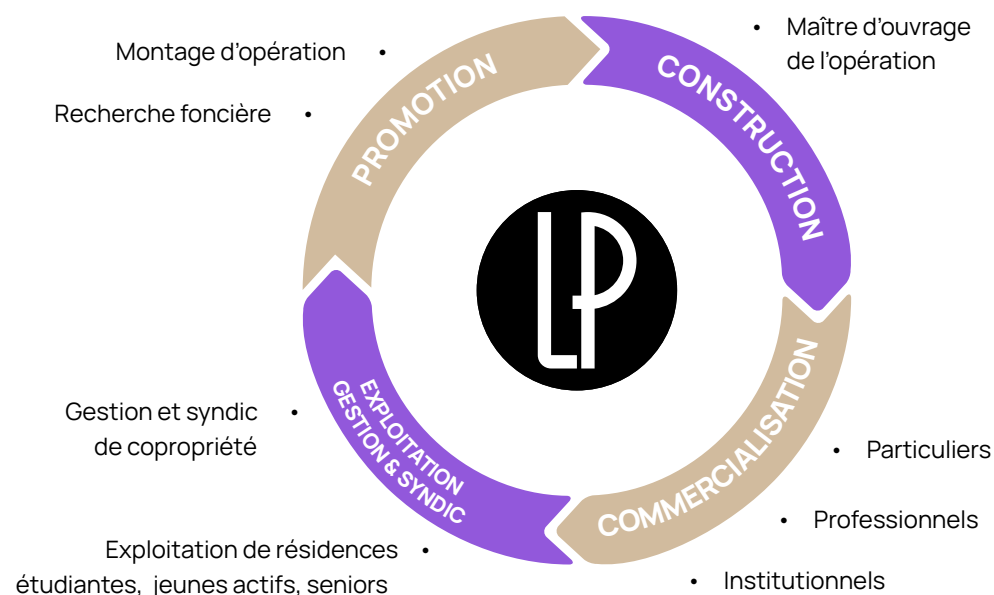 Montage d'opération •
Recherche foncière •
PROMOTION
CONSTRUCTION
• Maître d'ouvrage
de l'opération
LP
COMMERCIALISATION
• Particuliers
• Professionnels
• Institutionnels
EXPLOITATION
GESTION & SYNDIC
Gestion et syndic •
de copropriété
Exploitation de résidences •
étudiantes, jeunes actifs, seniors